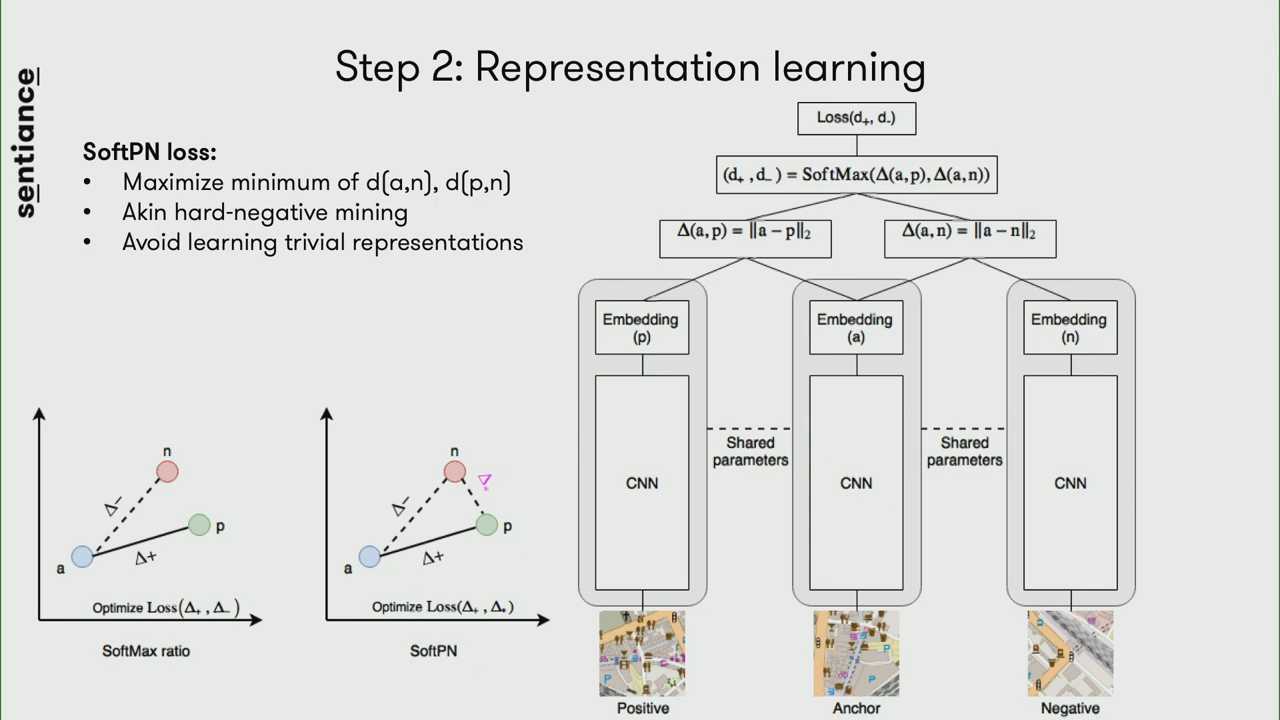 sentiance
Step 2: Representation learning
SoftPN loss:
• Maximize minimum of d(a,n), d(p,n)
• Akin hard-negative mining
• Avoid learning trivial representations
Loss(d₊, d₋)
(d₊ , d₋) = SoftMax(Δ(a,p), Δ(a,n))
Δ(a,p) = ||a − p||₂
Δ(a,n) = ||a − n||₂
Embedding
(p)
Embedding
(a)
Embedding
(n)
CNN
Shared
parameters
CNN
Shared
parameters
CNN
Positive
Anchor
Negative
n
Δ−
p
Δ+
a
Optimize Loss(Δ₊ , Δ₋)
SoftMax ratio
n
Δ−
p
Δ+
a
Optimize Loss(Δ₊ , Δ*)
SoftPN